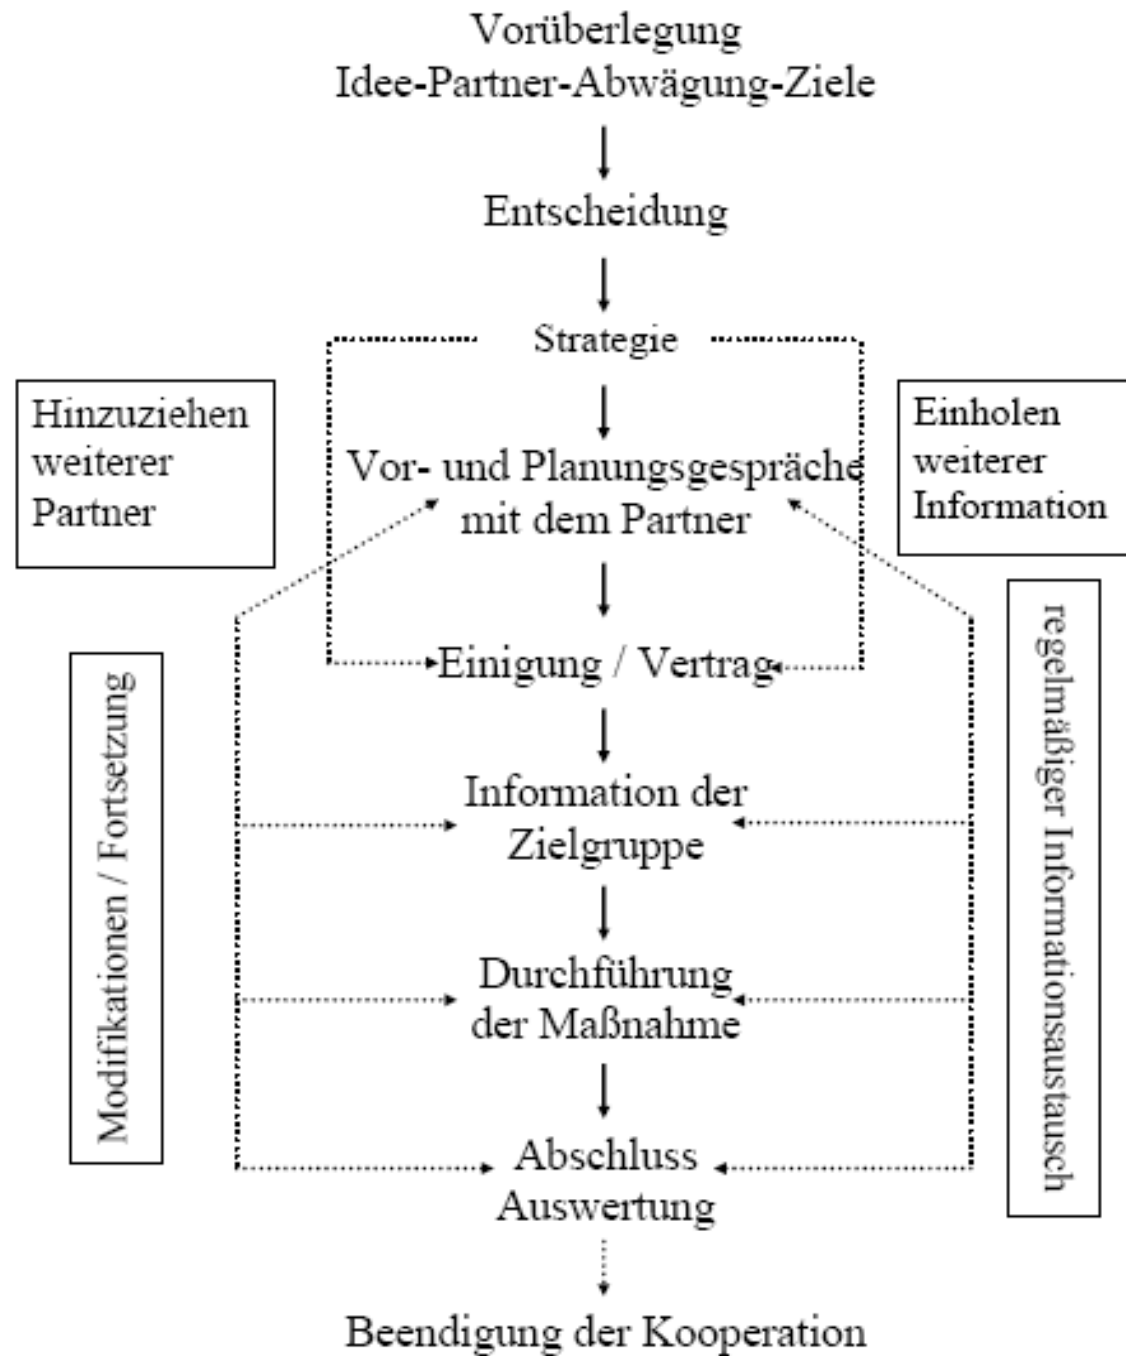 Vorüberlegung
Idee-Partner-Abwägung-Ziele
Entscheidung
Strategie
Hinzuziehen
weiterer
Partner
Einholen
weiterer
Information
Vor- und Planungsgespräche
mit dem Partner
Einigung / Vertrag
Modifikationen / Fortsetzung
regelmäßiger Informationsaustausch
Information der
Zielgruppe
Durchführung
der Maßnahme
Abschluss
Auswertung
Beendigung der Kooperation